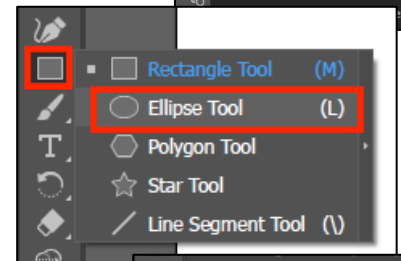 Rectangle Tool (M)
Ellipse Tool (L)
Polygon Tool
T
Star Tool
Line Segment Tool (\)